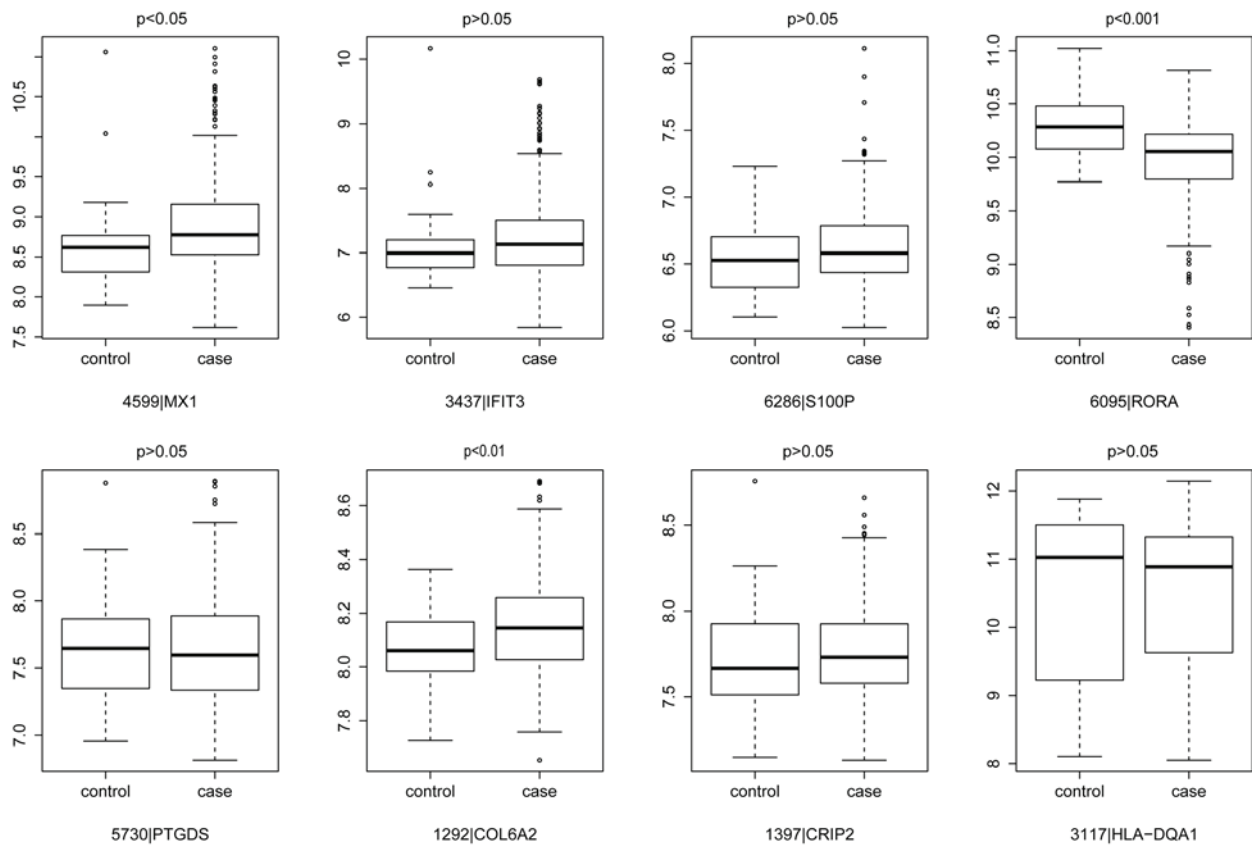 p<0.05
7.5 8.0 8.5 9.0 9.5 10.5
control case
4599|MX1
p>0.05
6 7 8 9 10
control case
3437|IFIT3
p>0.05
6.0 6.5 7.0 7.5 8.0
control case
6286|S100P
p<0.001
8.5 9.0 9.5 10.0 10.5 11.0
control case
6095|RORA
p>0.05
7.0 7.5 8.0 8.5
control case
5730|PTGDS
p<0.01
7.8 8.0 8.2 8.4 8.6
control case
1292|COL6A2
p>0.05
7.5 8.0 8.5
control case
1397|CRIP2
p>0.05
8 9 10 11 12
control case
3117|HLA−DQA1